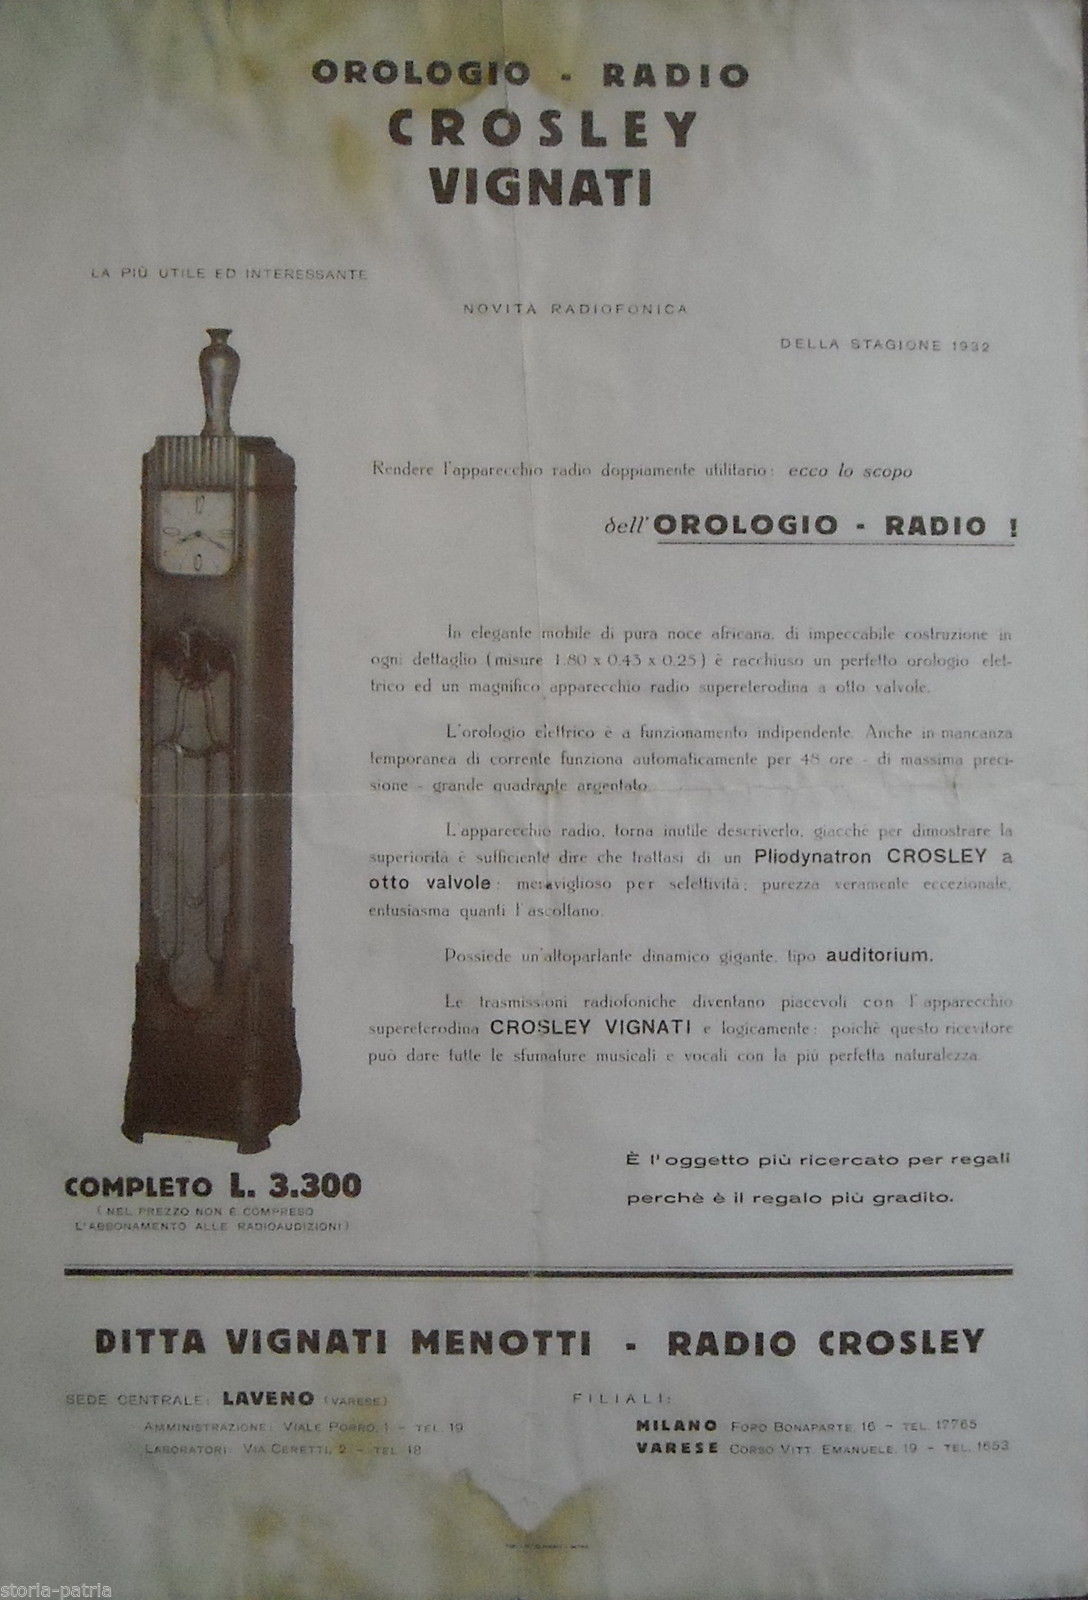 OROLOGIO - RADIO
CROSLEY
VIGNATI
LA PIÙ UTILE ED INTERESSANTE
NOVITÀ RADIOFONICA
DELLA STAGIONE 1932
12
Rendere l'apparecchio radio doppiamente utilitario: ecco lo scopo
dell'OROLOGIO - RADIO !
In elegante mobile di pura noce africana, di impeccabile costruzione in
ogni dettaglio (misure 1.80 x 0.43 x 0.25) è racchiuso un perfetto orologio elet-
trico ed un magnifico apparecchio radio supereterodina a otto valvole.
L'orologio elettrico è a funzionamento indipendente. Anche in mancanza
temporanea di corrente funziona automaticamente per 48 ore - di massima preci-
sione - grande quadrante argentato.
L'apparecchio radio, torna inutile descriverlo, giacchè per dimostrare la
superiorità è sufficiente dire che trattasi di un Pliodynatron CROSLEY a
otto valvole: meraviglioso per selettività; purezza veramente eccezionale,
entusiasma quanti l'ascoltano.
Possiede un'altoparlante dinamico gigante, tipo auditorium.
Le trasmissioni radiofoniche diventano piacevoli con l'apparecchio
supereterodina CROSLEY VIGNATI e logicamente: poichè questo ricevitore
può dare tutte le sfumature musicali e vocali con la più perfetta naturalezza.
È l'oggetto più ricercato per regali
perchè è il regalo più gradito.
COMPLETO L. 3.300
(NEL PREZZO NON È COMPRESO
L'ABBONAMENTO ALLE RADIOAUDIZIONI)
DITTA VIGNATI MENOTTI - RADIO CROSLEY
SEDE CENTRALE: LAVENO (VARESE)
AMMINISTRAZIONE: VIALE PORRO, 1 - TEL. 19
LABORATORI: VIA CERETTI, 2 - TEL. 18
FILIALI:
MILANO FORO BONAPARTE, 16 - TEL. 17765
VARESE CORSO VITT. EMANUELE, 19 - TEL. 1653
storia-patria